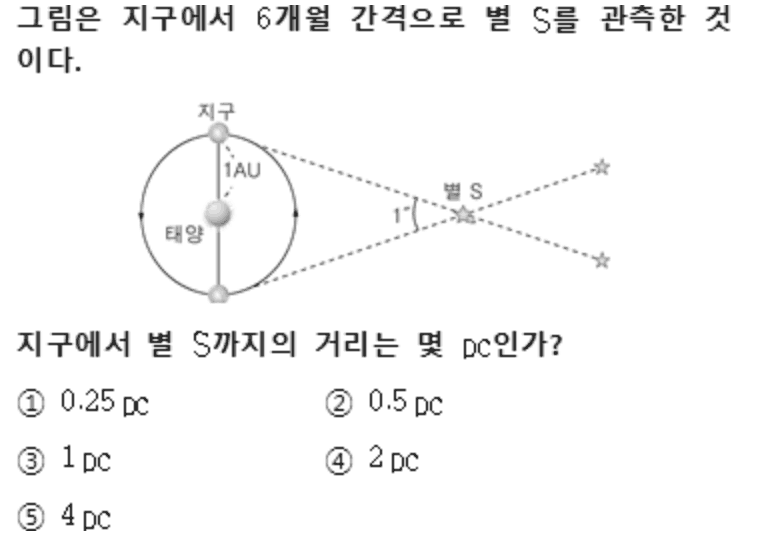 그림은 지구에서 6개월 간격으로 별 S를 관측한 것
이다.
지구
1AU
별 S
1″
태양
지구에서 별 S까지의 거리는 몇 pc인가?
① 0.25 pc
② 0.5 pc
③ 1 pc
④ 2 pc
⑤ 4 pc